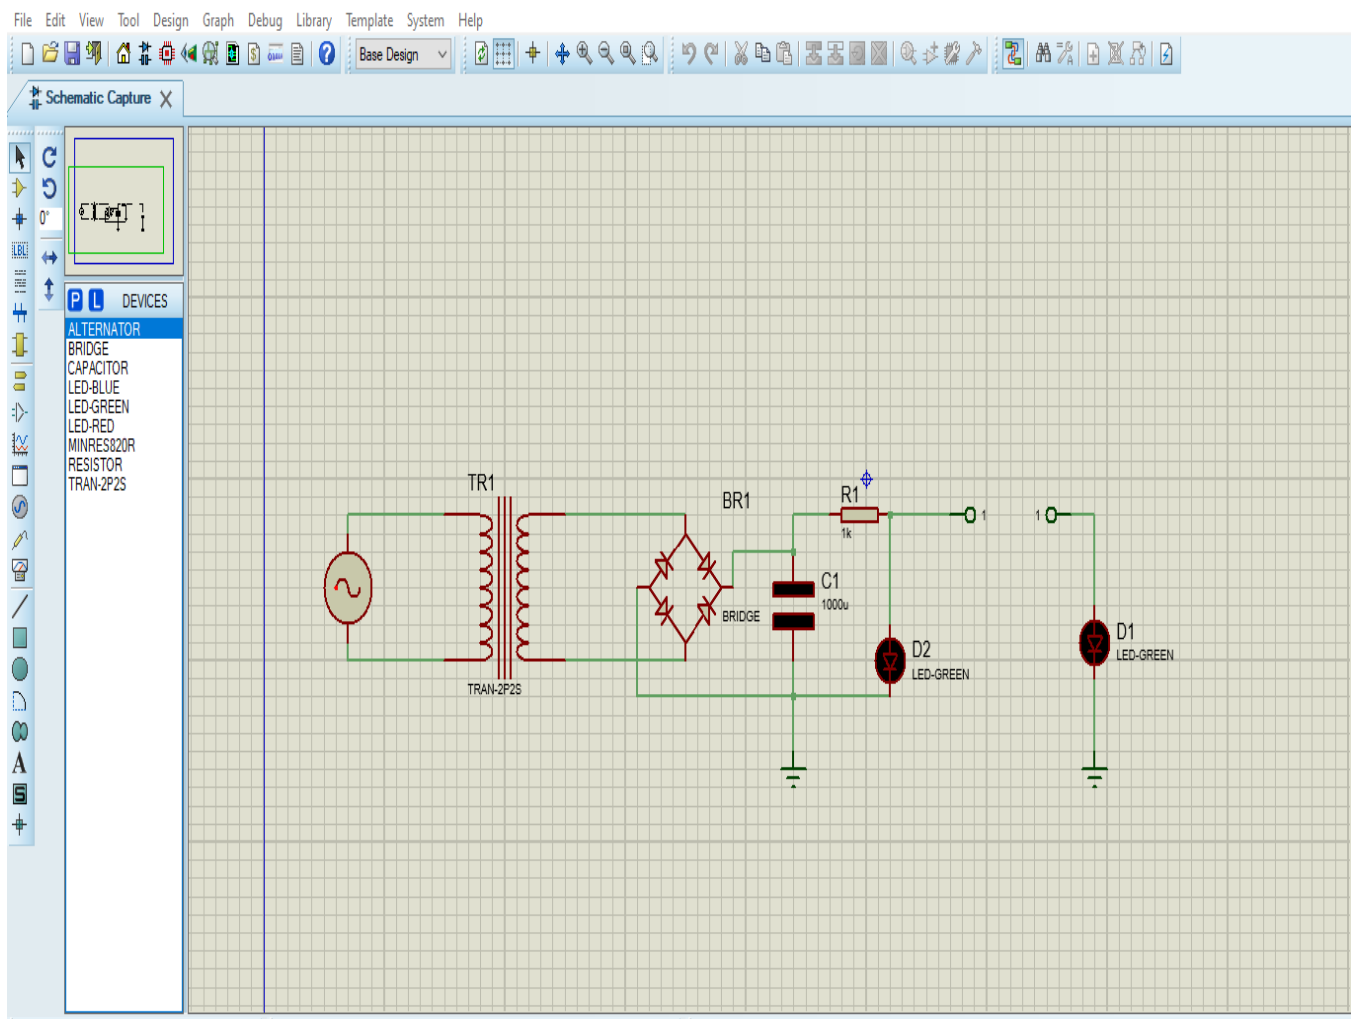 File Edit View Tool Design Graph Debug Library Template System Help
Base Design
Schematic Capture
0°
LBL
P L DEVICES
ALTERNATOR
BRIDGE
CAPACITOR
LED-BLUE
LED-GREEN
LED-RED
MINRES820R
RESISTOR
TRAN-2P2S
A
S
TR1
TRAN-2P2S
BR1
BRIDGE
R1
1k
C1
1000u
D2
LED-GREEN
1
1
D1
LED-GREEN